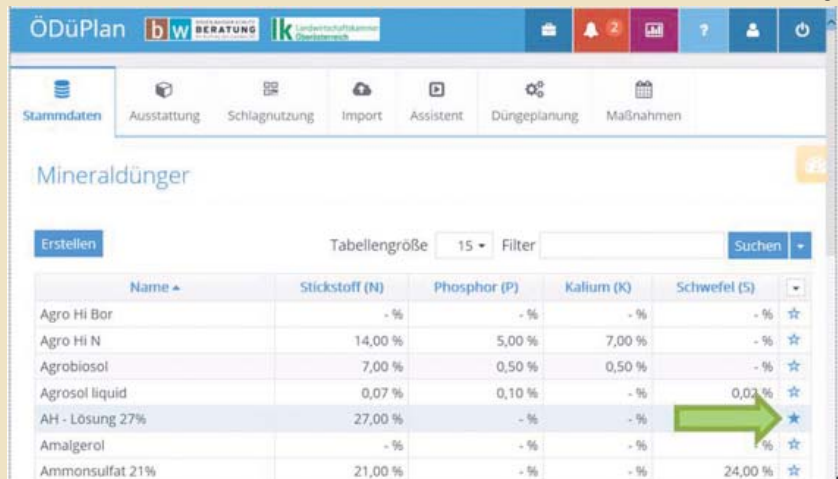 ÖDüPlan bw BERATUNG lk Landwirtschaftskammer Oberösterreich 2 ?
Stammdaten Ausstattung Schlagnutzung Import Assistent Düngeplanung Maßnahmen
Mineraldünger
Erstellen Tabellengröße 15 Filter Suchen
Name Stickstoff (N) Phosphor (P) Kalium (K) Schwefel (S)
Agro Hi Bor - % - % - % - %
Agro Hi N 14,00 % 5,00 % 7,00 % - %
Agrobiosol 7,00 % 0,50 % 0,50 % - %
Agrosol liquid 0,07 % 0,10 % - % 0,02 %
AH - Lösung 27% 27,00 % - % - %
Amalgerol - % - % - % - %
Ammonsulfat 21% 21,00 % - % - % 24,00 %